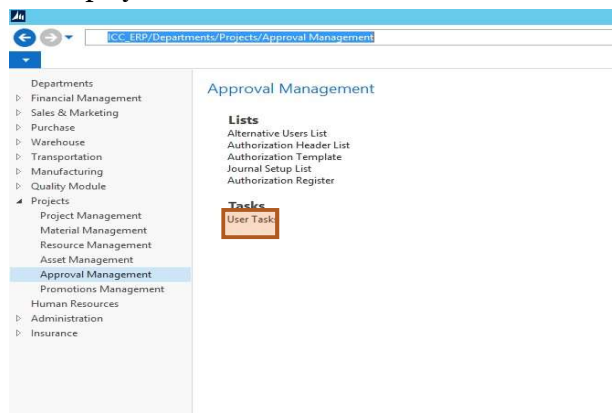 ICC_ERP/Departments/Projects/Approval Management
Departments
Financial Management
Sales & Marketing
Purchase
Warehouse
Transportation
Manufacturing
Quality Module
Projects
Project Management
Material Management
Resource Management
Asset Management
Approval Management
Promotions Management
Human Resources
Administration
Insurance
Approval Management
Lists
Alternative Users List
Authorization Header List
Authorization Template
Journal Setup List
Authorization Register
Tasks
User Tasks